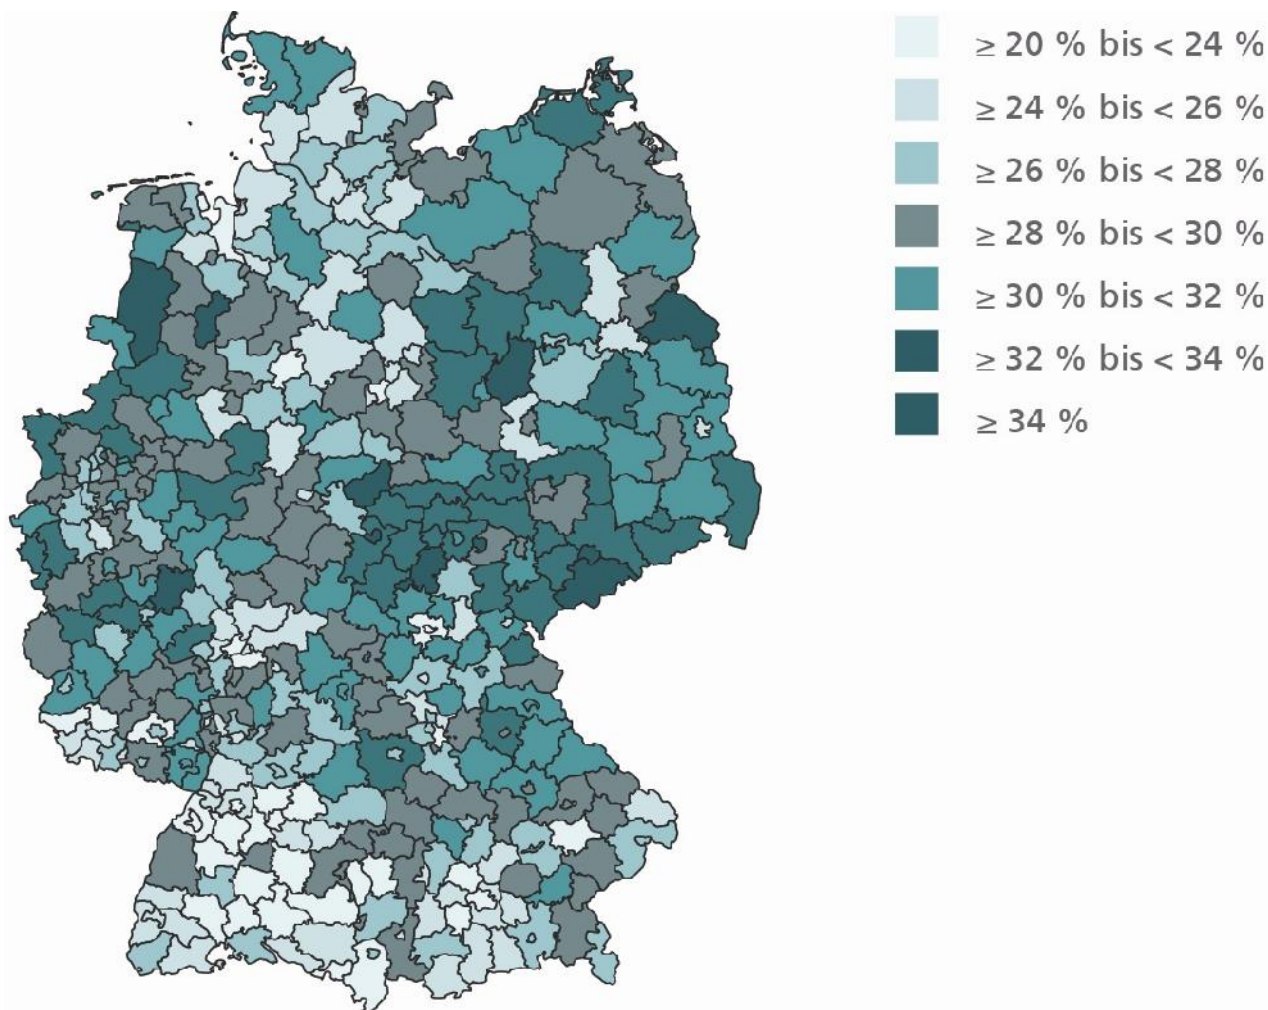 ≥ 20 % bis < 24 %
≥ 24 % bis < 26 %
≥ 26 % bis < 28 %
≥ 28 % bis < 30 %
≥ 30 % bis < 32 %
≥ 32 % bis < 34 %
≥ 34 %